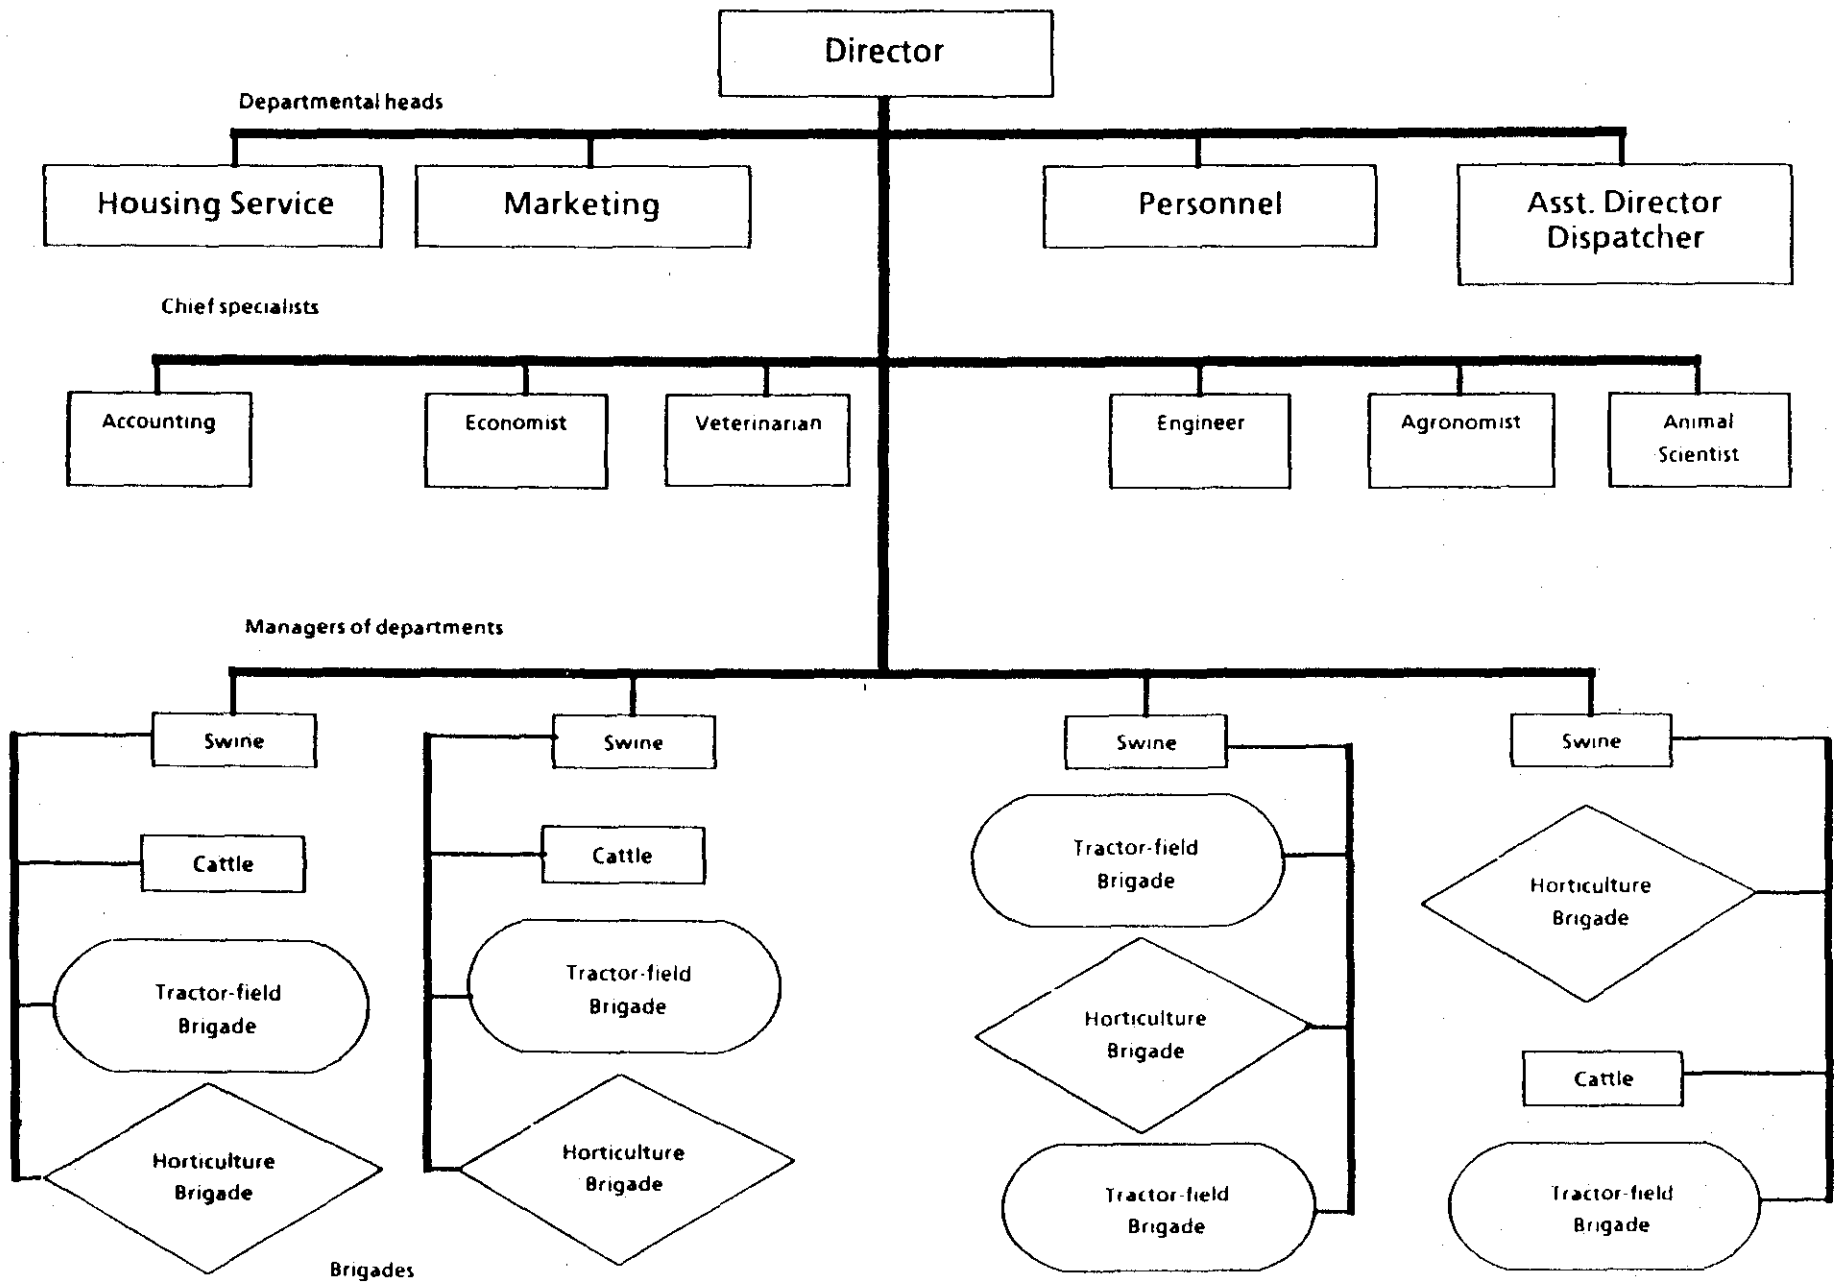 Director
Departmental heads
Housing Service
Marketing
Personnel
Asst. Director
Dispatcher
Chief specialists
Accounting
Economist
Veterinarian
Engineer
Agronomist
Animal
Scientist
Managers of departments
Swine
Cattle
Tractor-field
Brigade
Horticulture
Brigade
Swine
Cattle
Tractor-field
Brigade
Horticulture
Brigade
Swine
Tractor-field
Brigade
Horticulture
Brigade
Tractor-field
Brigade
Swine
Horticulture
Brigade
Cattle
Tractor-field
Brigade
Brigades